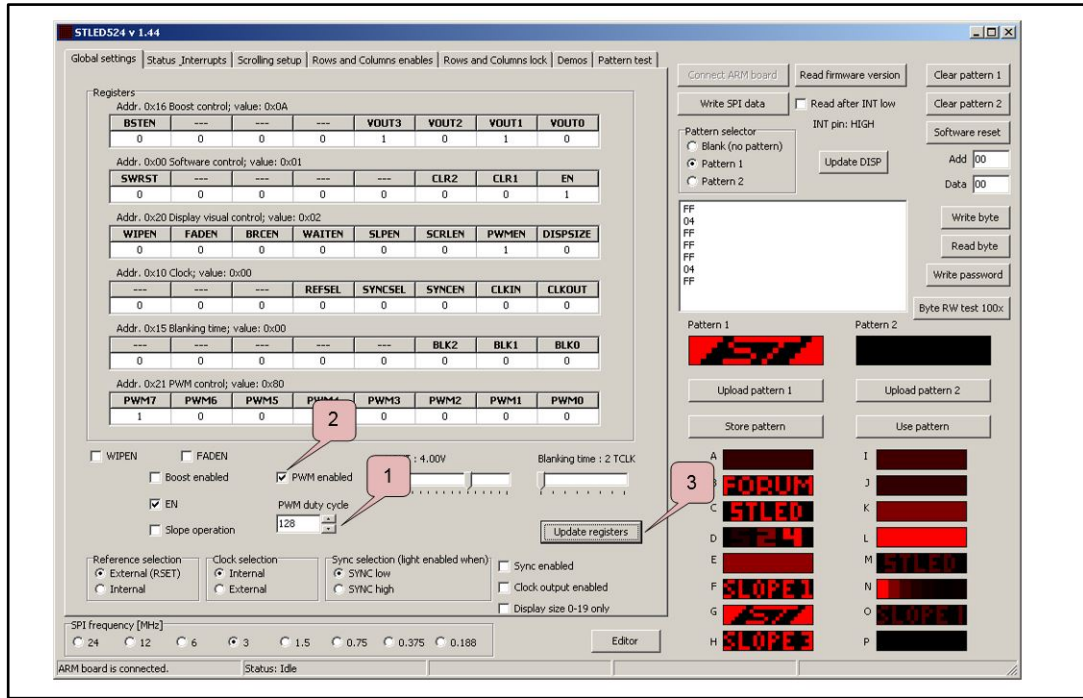 STLED524 v 1.44
Global settings Status _Interrupts Scrolling setup Rows and Columns enables Rows and Columns lock Demos Pattern test
Connect ARM board Read firmware version Clear pattern 1
Registers
Addr. 0x16 Boost control; value: 0x0A
Write SPI data Read after INT low Clear pattern 2
BSTEN --- --- --- VOUT3 VOUT2 VOUT1 VOUT0
0 0 0 0 1 0 1 0
INT pin: HIGH
Pattern selector Software reset
Blank (no pattern)
Addr. 0x00 Software control; value: 0x01
Pattern 1 Update DISP Add 00
SWRST --- --- --- --- CLR2 CLR1 EN
0 0 0 0 0 0 0 1
Pattern 2 Data 00
Addr. 0x20 Display visual control; value: 0x02
WIPEN FADEN BRCEN WAITEN SLPEN SCRLEN PWMEN DISPSIZE
0 0 0 0 0 0 1 0
FF
04
FF
FF
FF
04
FF
Write byte
Read byte
Write password
Byte RW test 100x
Addr. 0x10 Clock; value: 0x00
--- --- --- REFSEL SYNCSEL SYNCEN CLKIN CLKOUT
0 0 0 0 0 0 0 0
Addr. 0x15 Blanking time; value: 0x00
--- --- --- --- --- BLK2 BLK1 BLK0
0 0 0 0 0 0 0 0
Pattern 1 Pattern 2
Addr. 0x21 PWM control; value: 0x80
PWM7 PWM6 PWM5 PWM3 PWM2 PWM1 PWM0
1 0 0 0 0 0 0
Upload pattern 1 Upload pattern 2
Store pattern Use pattern
2
WIPEN FADEN : 4.00V Blanking time : 2 TCLK
Boost enabled PWM enabled 1
EN PWM duty cycle
128
Slope operation Update registers
3
Reference selection Clock selection Sync selection (light enabled when)
External (RSET) Internal SYNC low
Internal External SYNC high
Sync enabled
Clock output enabled
Display size 0-19 only
A I
FORUM J
C STLED K
D 24 L
E M STLED
F SLOPE 1 N
G ST O SLOPE 1
H SLOPE 3 P
SPI frequency [MHz]
24 12 6 3 1.5 0.75 0.375 0.188 Editor
ARM board is connected. Status: Idle